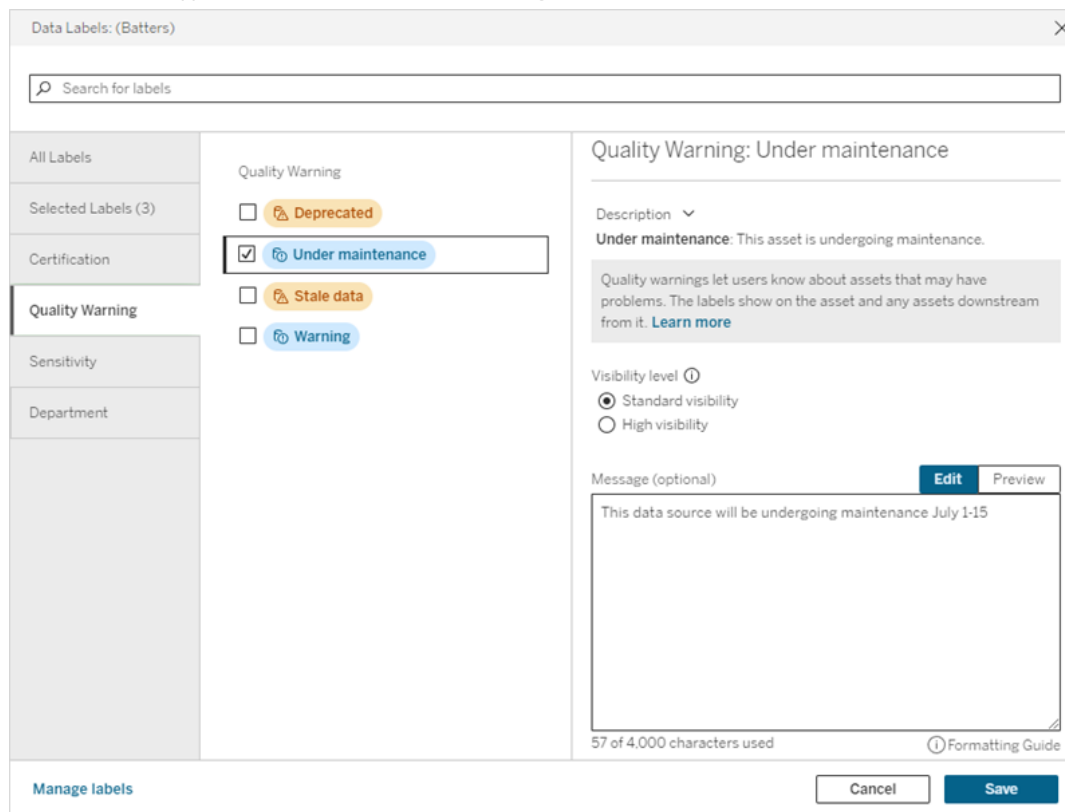 Data Labels: (Batters)
Search for labels
All Labels
Selected Labels (3)
Certification
Quality Warning
Sensitivity
Department
Quality Warning
Deprecated
Under maintenance
Stale data
Warning
Quality Warning: Under maintenance
Description
Under maintenance: This asset is undergoing maintenance.
Quality warnings let users know about assets that may have
problems. The labels show on the asset and any assets downstream
from it. Learn more
Visibility level
Standard visibility
High visibility
Message (optional)
Edit
Preview
This data source will be undergoing maintenance July 1-15
57 of 4,000 characters used
Formatting Guide
Manage labels
Cancel
Save